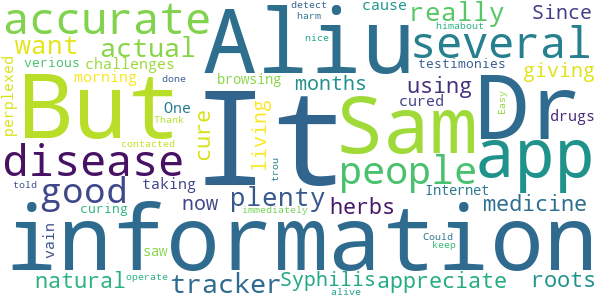 accurate Aliu really Since
detect cause
harm
want actual several
himabout
nice
verious challenges testimonies
perplexed morning browsing months using giving
done
But It Sam Dr
One cured drugs
Thank Easy
cure living
contacted
disease people app
trou
told taking now plenty Internet
good herbs medicine
curing immediately
vain information
saw Could
keep
natural tracker Syphilis appreciate roots
operate alive